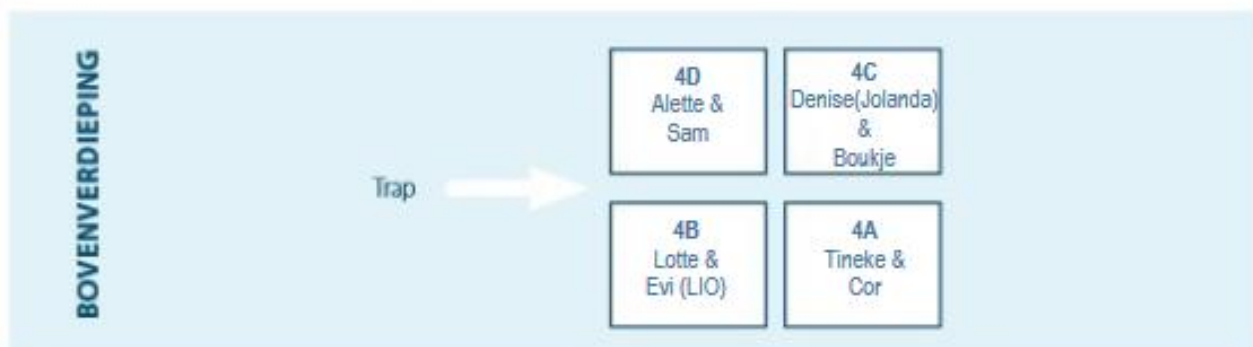 BOVENVERDIEPING
Trap
4D
Alette &
Sam
4C
Denise(Jolanda)
&
Boukje
4B
Lotte &
Evi (LIO)
4A
Tineke &
Cor